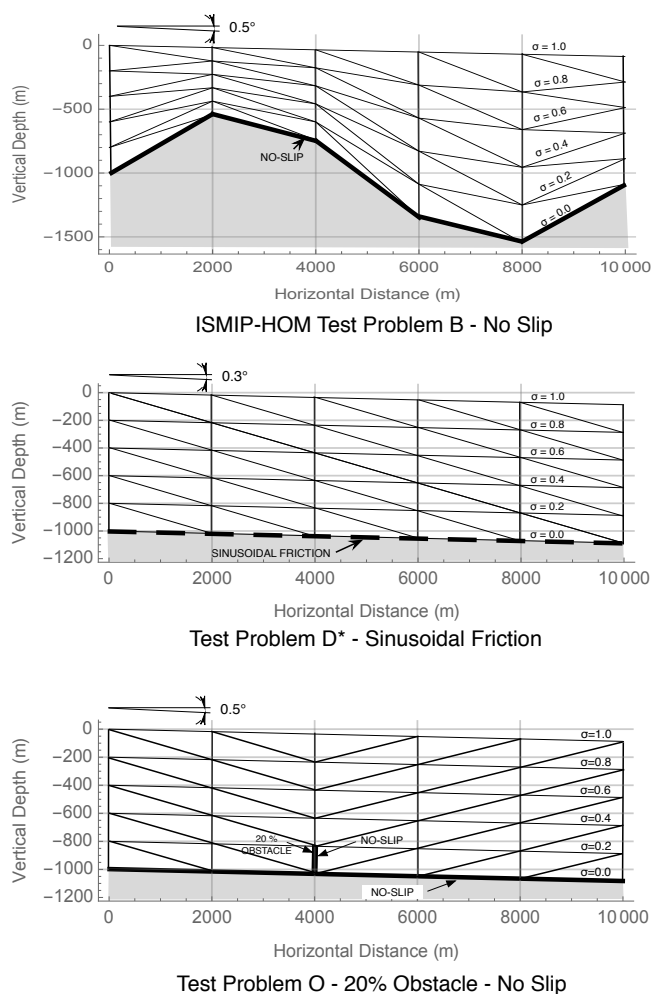 0.5°
0
−500
−1000
−1500
Vertical Depth (m)
σ = 1.0
σ = 0.8
σ = 0.6
σ = 0.4
σ = 0.2
σ = 0.0
NO-SLIP
0 2000 4000 6000 8000 10 000
Horizontal Distance (m)
ISMIP-HOM Test Problem B - No Slip
0.3°
0
−200
−400
−600
−800
−1000
−1200
Vertical Depth (m)
σ = 1.0
σ = 0.8
σ = 0.6
σ = 0.4
σ = 0.2
σ = 0.0
SINUSOIDAL FRICTION
0 2000 4000 6000 8000 10 000
Horizontal Distance (m)
Test Problem D* - Sinusoidal Friction
0.5°
0
−200
−400
−600
−800
−1000
−1200
Vertical Depth (m)
σ=1.0
σ=0.8
σ=0.6
σ=0.4
σ=0.2
σ=0.0
20 %
OBSTACLE
NO-SLIP
NO-SLIP
0 2000 4000 6000 8000 10 000
Horizontal Distance (m)
Test Problem O - 20% Obstacle - No Slip